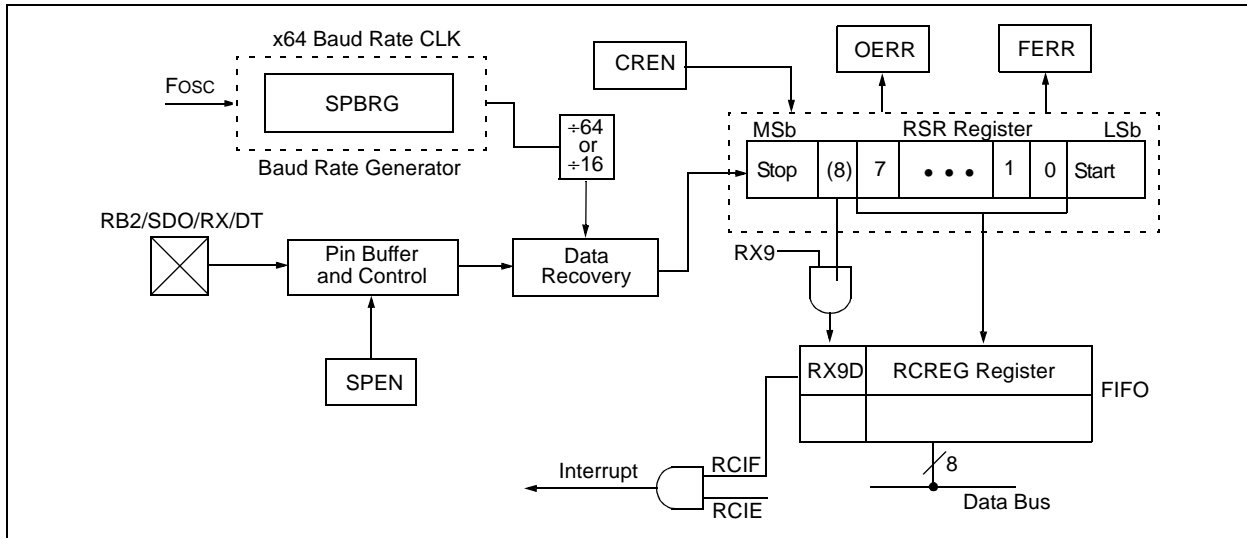 x64 Baud Rate CLK
FOSC
SPBRG
Baud Rate Generator
÷64
or
÷16
CREN
OERR
FERR
MSb
RSR Register
LSb
Stop
(8)
7
• • •
1
0
Start
RB2/SDO/RX/DT
Pin Buffer
and Control
Data
Recovery
SPEN
RX9
RX9D
RCREG Register
FIFO
8
Data Bus
Interrupt
RCIF
RCIE